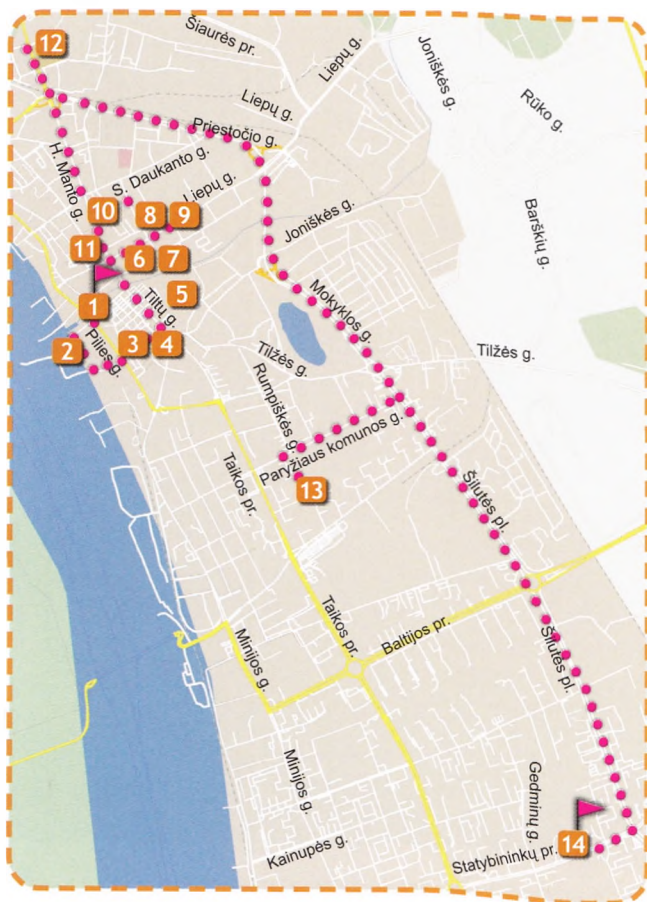 12
Šiaurės pr.
Liepų g.
Joniškės g.
Liepų g.
Rūko g.
Priestočio g.
H. Manto g.
S. Daukanto g.
Liepų g.
10
8
9
Joniškės g.
Barškių g.
11
6
7
1
Tiltų g.
5
Mokyklos g.
2
Pilies g.
3
4
Tilžės g.
Tilžės g.
Rumpiškės g.
Paryžiaus komunos g.
13
Taikos pr.
Šilutės pl.
Taikos pr.
Baltijos pr.
Minijos g.
Šilutės pl.
Minijos g.
Gedminų g.
14
Kainupės g.
Statybininkų pr.